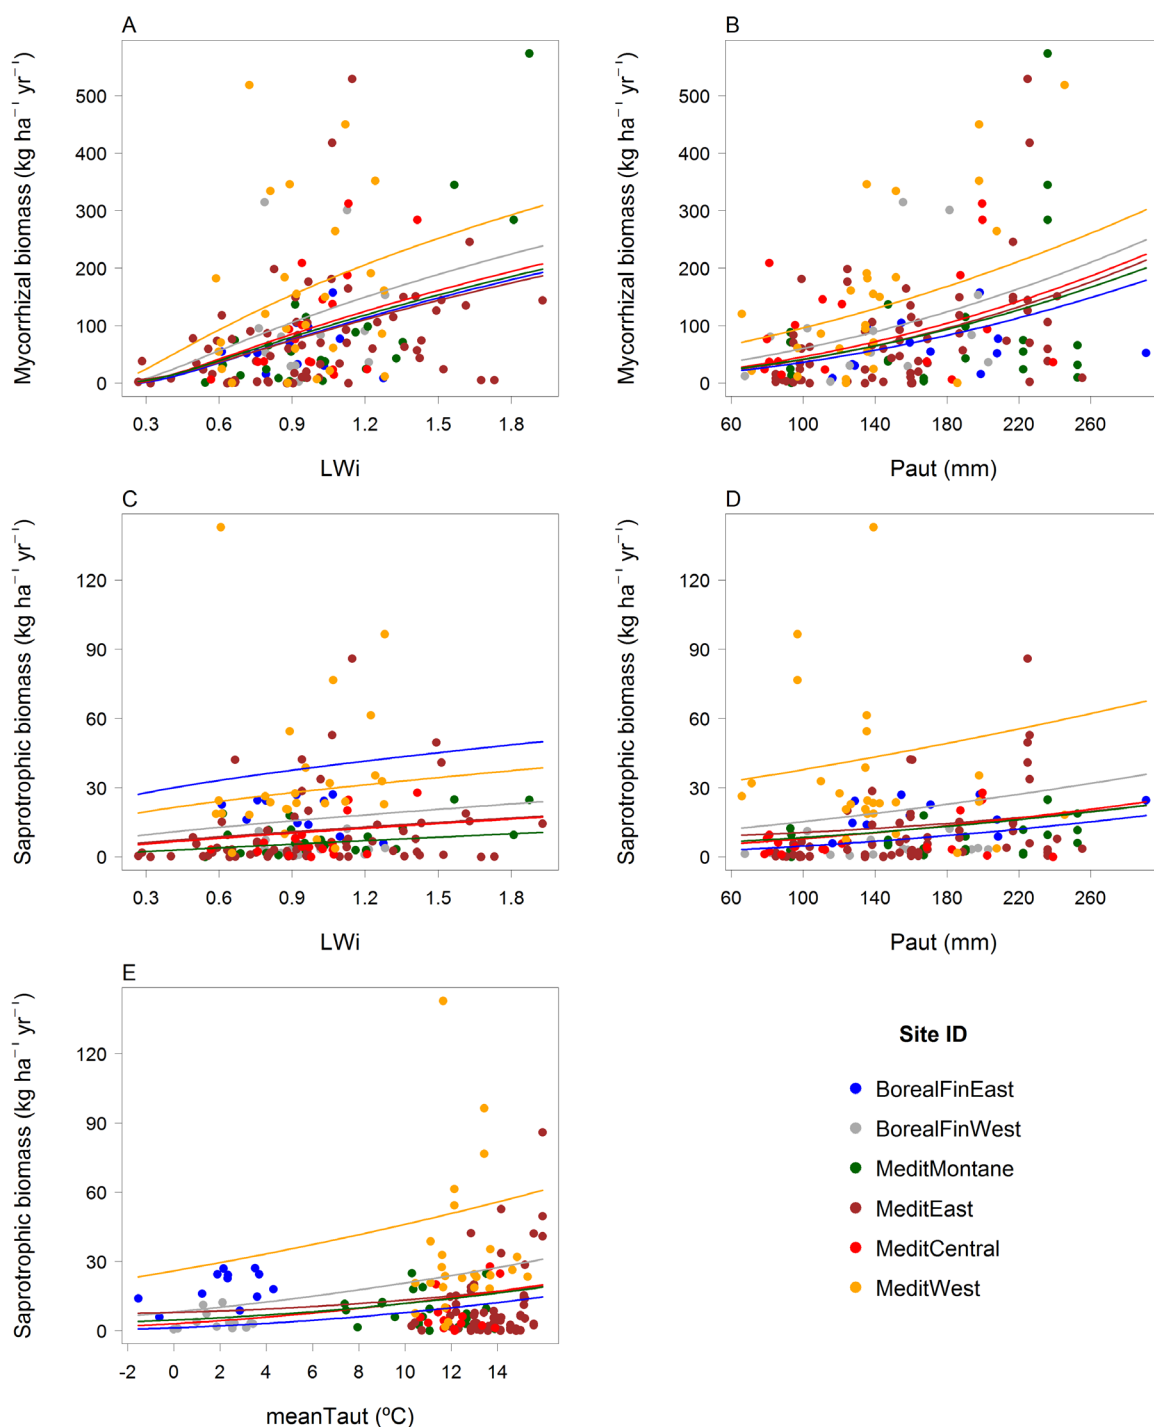 A
Mycorrhizal biomass (kg ha⁻¹ yr⁻¹)
500
400
300
200
100
0
0.3 0.6 0.9 1.2 1.5 1.8
LWi
B
Mycorrhizal biomass (kg ha⁻¹ yr⁻¹)
500
400
300
200
100
0
60 100 140 180 220 260
Paut (mm)
C
Saprotrophic biomass (kg ha⁻¹ yr⁻¹)
120
90
60
30
0
0.3 0.6 0.9 1.2 1.5 1.8
LWi
D
Saprotrophic biomass (kg ha⁻¹ yr⁻¹)
120
90
60
30
0
60 100 140 180 220 260
Paut (mm)
E
Saprotrophic biomass (kg ha⁻¹ yr⁻¹)
120
90
60
30
0
-2 0 2 4 6 8 10 12 14
meanTaut (ºC)
Site ID
BorealFinEast
BorealFinWest
MeditMontane
MeditEast
MeditCentral
MeditWest